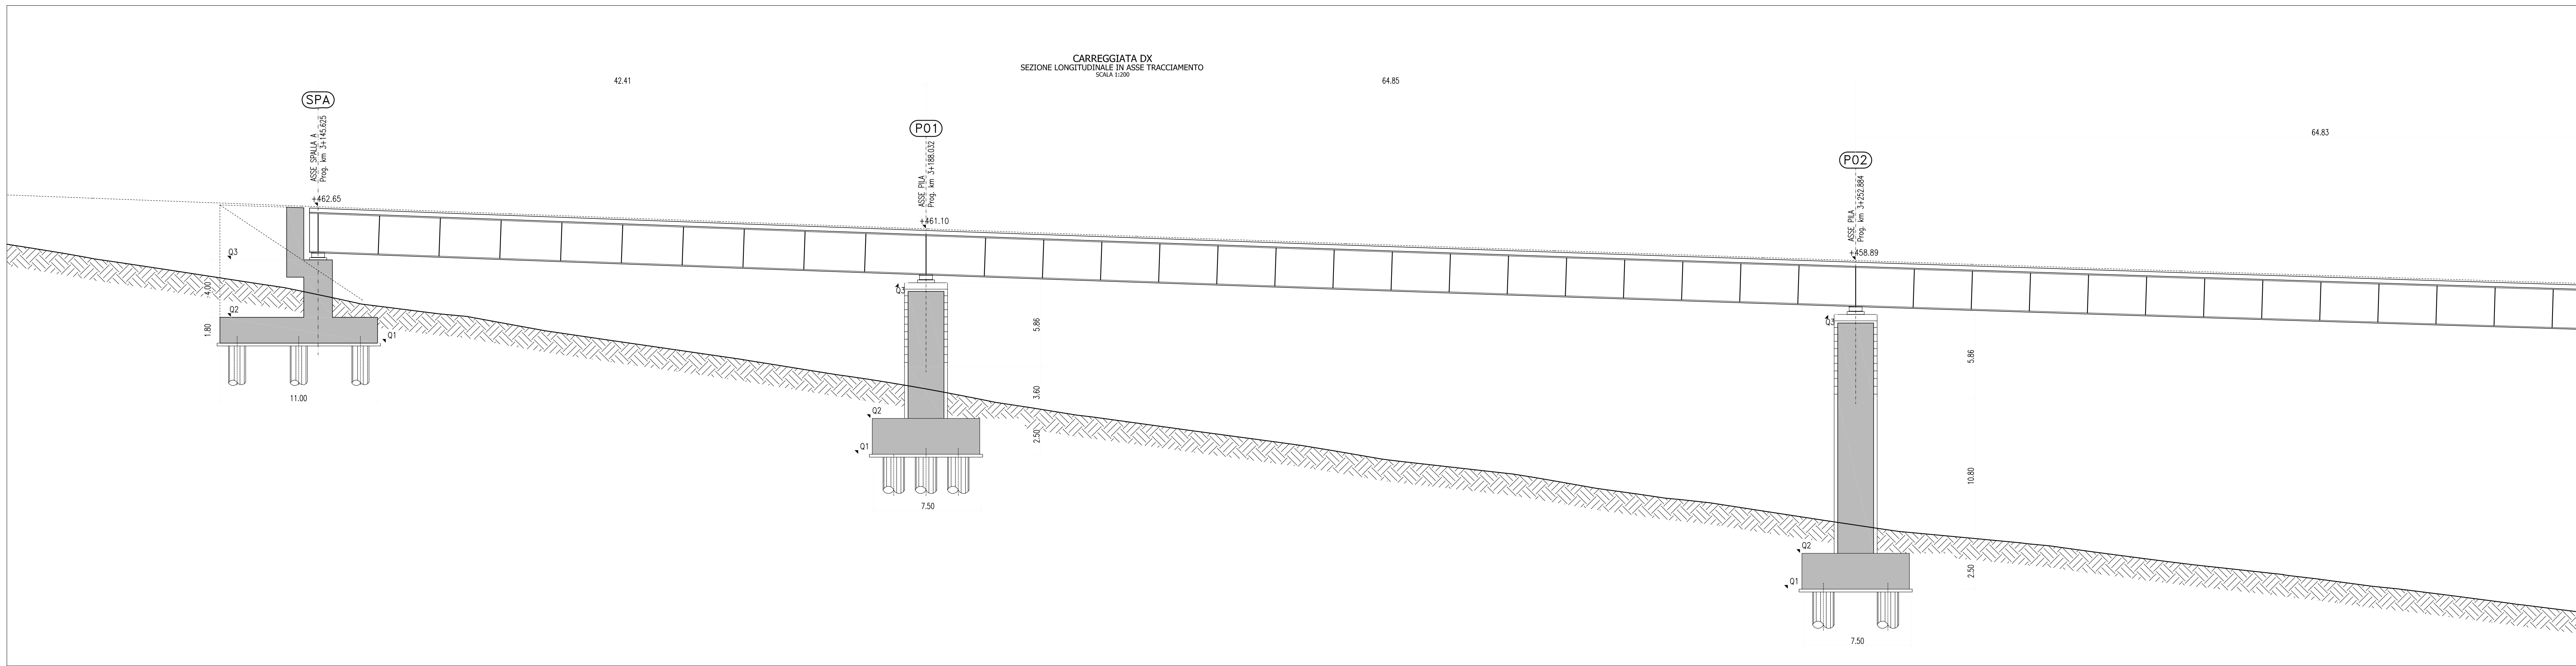 CARREGGIATA DX
SEZIONE LONGITUDINALE IN ASSE TRACCIAMENTO
SCALA 1:200
42.41
64.85
64.83
SPA
ASSE SPALLA A
Prog. km 3+145.625
+462.65
P01
ASSE PILA
Prog. km 3+188.032
+461.10
P02
ASSE PILA
Prog. km 3+252.884
+458.89
Q3
4.00
Q2
1.80
Q1
11.00
Q3
5.86
3.60
Q2
2.50
Q1
7.50
Q3
5.86
10.80
Q2
2.50
Q1
7.50